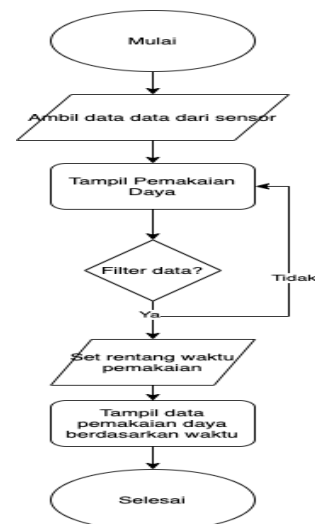 Mulai
Ambil data data dari sensor
Tampil Pemakaian
Daya
Filter data?
Tidak
Ya
Set rentang waktu
pemakaian
Tampil data
pemakaian daya
berdasarkan waktu
Selesai